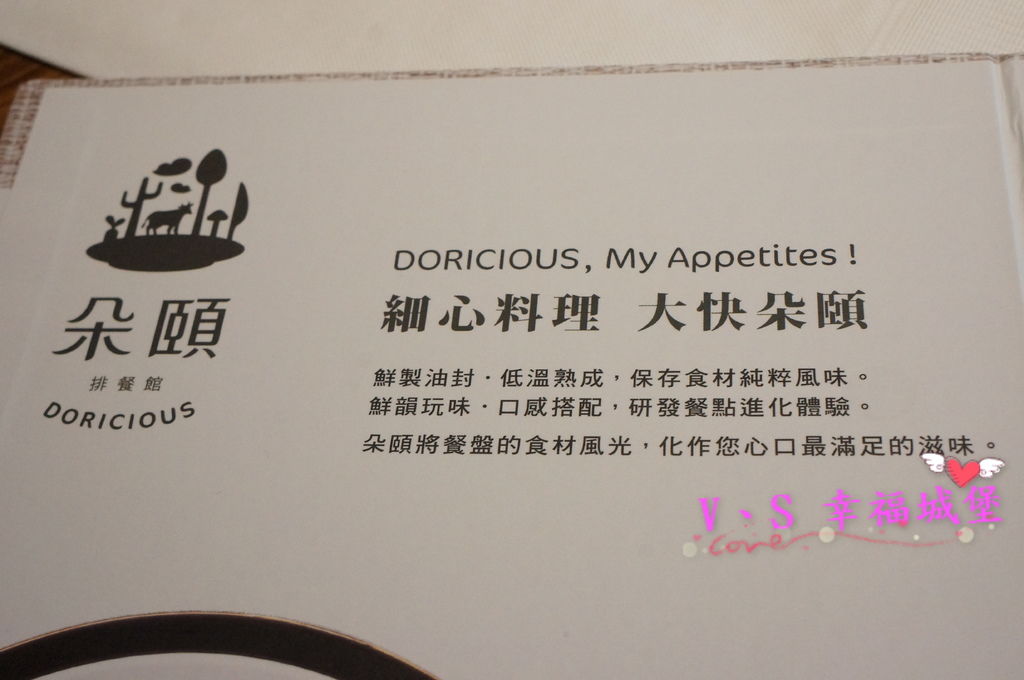 朵頤
排餐館
DORICIOUS
DORICIOUS, My Appetites !
細心料理 大快朵頤
鮮製油封·低溫熟成，保存食材純粹風味。
鮮韻玩味·口感搭配，研發餐點進化體驗。
朵頤將餐盤的食材風光，化作您心口最滿足的滋味。
V、S 幸福城堡